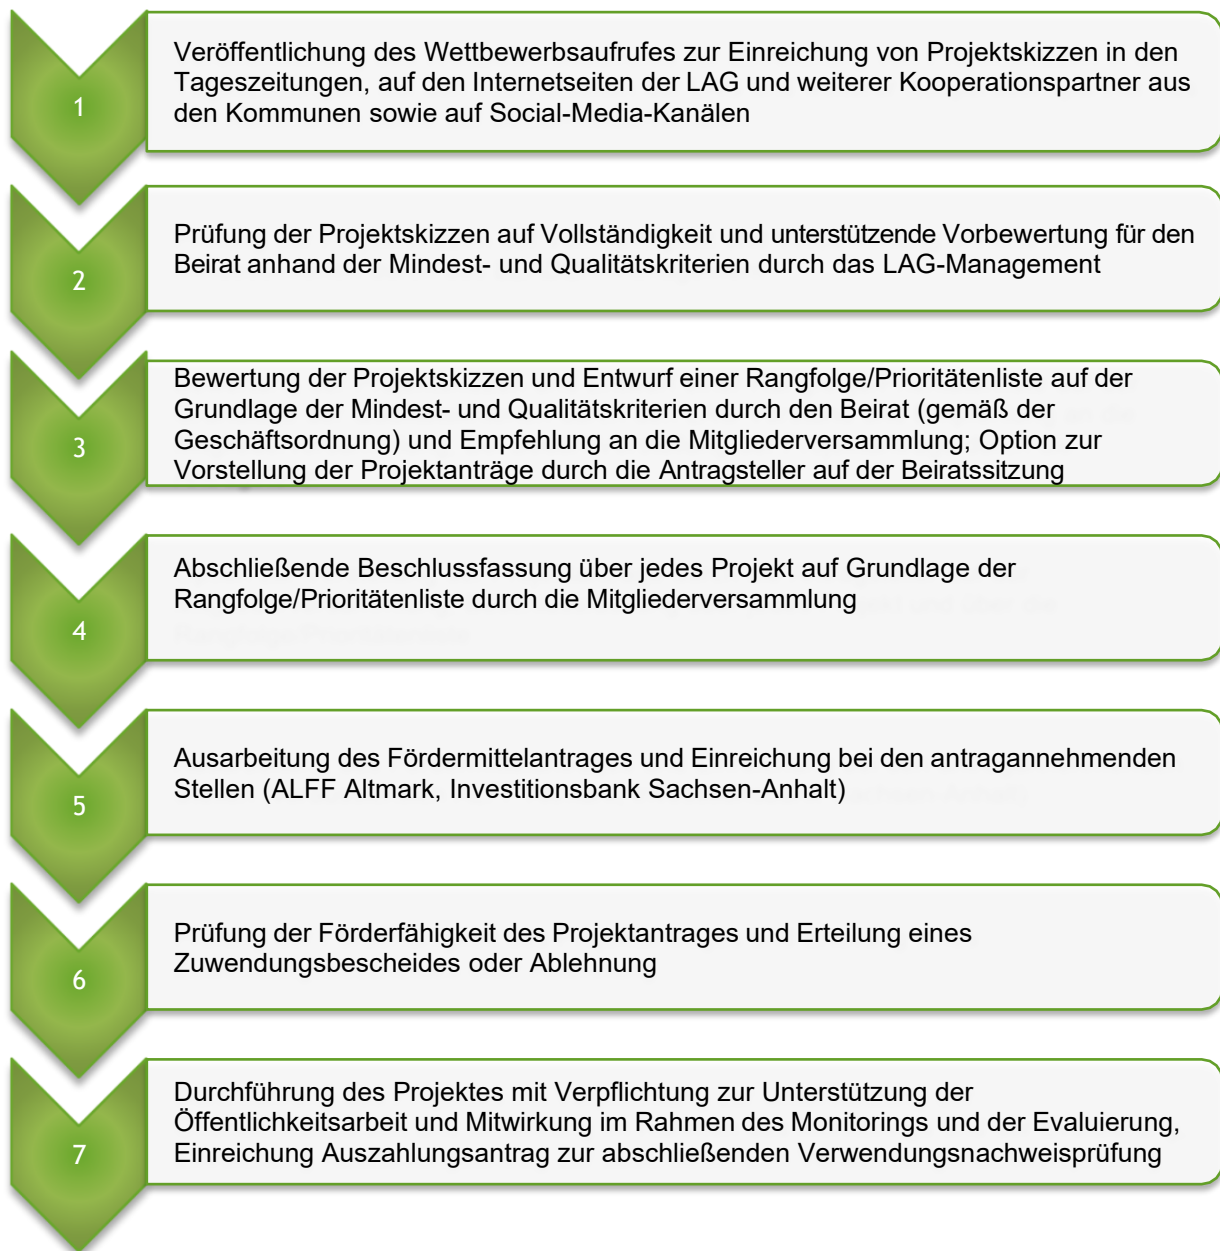 1
Veröffentlichung des Wettbewerbsaufrufes zur Einreichung von Projektskizzen in den
Tageszeitungen, auf den Internetseiten der LAG und weiterer Kooperationspartner aus
den Kommunen sowie auf Social-Media-Kanälen
2
Prüfung der Projektskizzen auf Vollständigkeit und unterstützende Vorbewertung für den
Beirat anhand der Mindest- und Qualitätskriterien durch das LAG-Management
3
Bewertung der Projektskizzen und Entwurf einer Rangfolge/Prioritätenliste auf der
Grundlage der Mindest- und Qualitätskriterien durch den Beirat (gemäß der
Geschäftsordnung) und Empfehlung an die Mitgliederversammlung; Option zur
Vorstellung der Projektanträge durch die Antragsteller auf der Beiratssitzung
4
Abschließende Beschlussfassung über jedes Projekt auf Grundlage der
Rangfolge/Prioritätenliste durch die Mitgliederversammlung
5
Ausarbeitung des Fördermittelantrages und Einreichung bei den antragannehmenden
Stellen (ALFF Altmark, Investitionsbank Sachsen-Anhalt)
6
Prüfung der Förderfähigkeit des Projektantrages und Erteilung eines
Zuwendungsbescheides oder Ablehnung
7
Durchführung des Projektes mit Verpflichtung zur Unterstützung der
Öffentlichkeitsarbeit und Mitwirkung im Rahmen des Monitorings und der Evaluierung,
Einreichung Auszahlungsantrag zur abschließenden Verwendungsnachweisprüfung